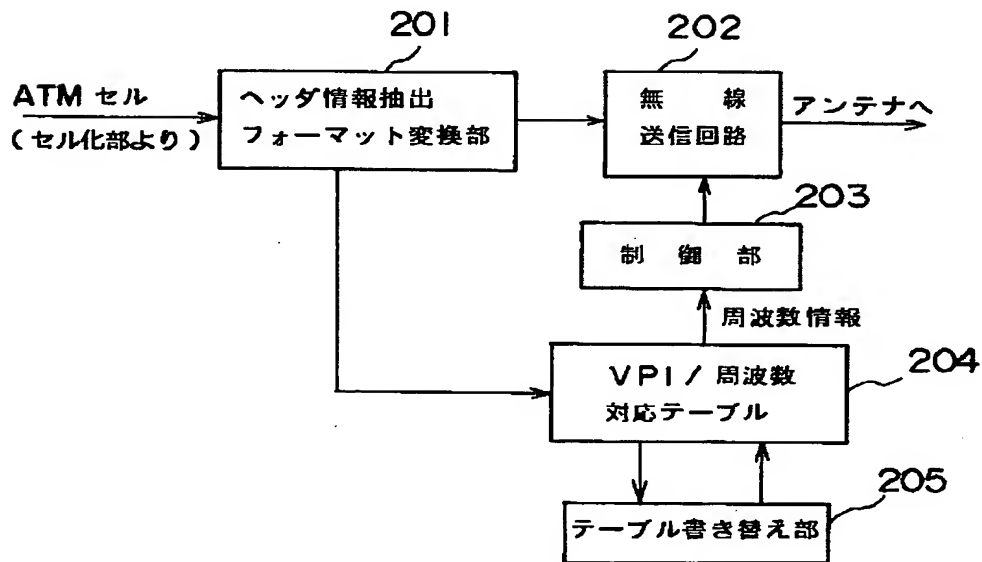 201
202
ATM セル
(セル化部より)
ヘッダ情報抽出
フォーマット変換部
無 線
送信回路
アンテナへ
203
制 御 部
周波数情報
VPI / 周波数
対応テーブル
204
205
テーブル書き替え部